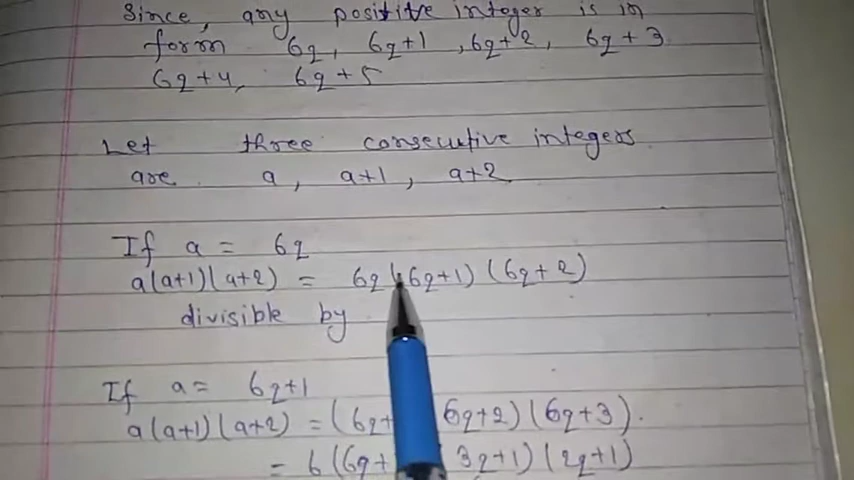 Since, any positive integer is in
form 6q, 6q+1, 6q+2, 6q+3
6q+4, 6q+5
Let three consecutive integers
are a, a+1, a+2
If a = 6q
a(a+1)(a+2) = 6q(6q+1)(6q+2)
divisible by
If a = 6q+1
a(a+1)(a+2) = (6q+ 6q+2)(6q+3).
= 6(6q+ 3q+1)(2q+1)